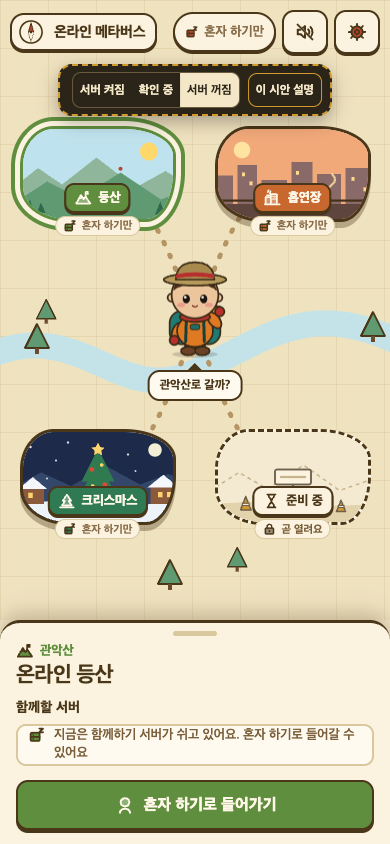 온라인 메타버스
혼자 하기만
서버 켜짐 확인 중 서버 꺼짐 이 시안 설명
등산
혼자 하기만
흡연장
혼자 하기만
관악산로 갈까?
크리스마스
혼자 하기만
준비 중
곧 열려요
관악산
온라인 등산
함께할 서버
지금은 함께하기 서버가 쉬고 있어요. 혼자 하기로 들어갈 수
있어요
혼자 하기로 들어가기